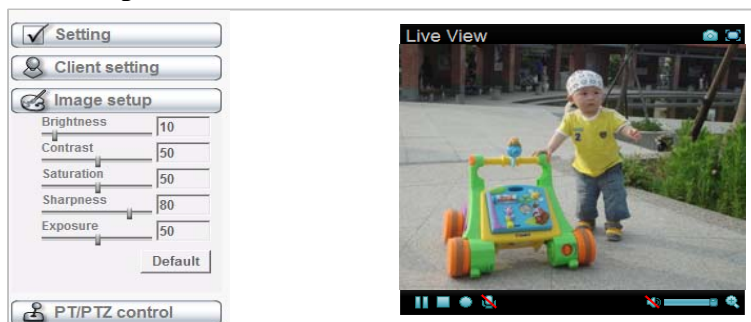 Setting
Client setting
Image setup
Brightness 10
Contrast 50
Saturation 50
Sharpness 80
Exposure 50
Default
PT/PTZ control
Live View